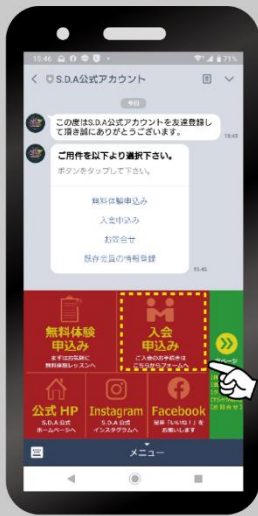 15:46
71%
S.D.A公式アカウント
今日
この度はS.D.A公式アカウントを友達登録し
て頂き誠にありがとうございます。
15:45
ご用件を以下より選択下さい。
ボタンをタップして下さい。
無料体験申込み
入会申込み
お問合せ
既存会員の情報登録
15:45
無料体験
申込み
まずはお気軽に
無料体験レッスンへ
入会
申込み
ご入会のお手続きは
こちらからフォームへ
公式 HP
S.D.A 公式
ホームページへ
Instagram
S.D.A 公式
インスタグラムへ
Facebook
是非「いいね！」を
お願いします
メニュー